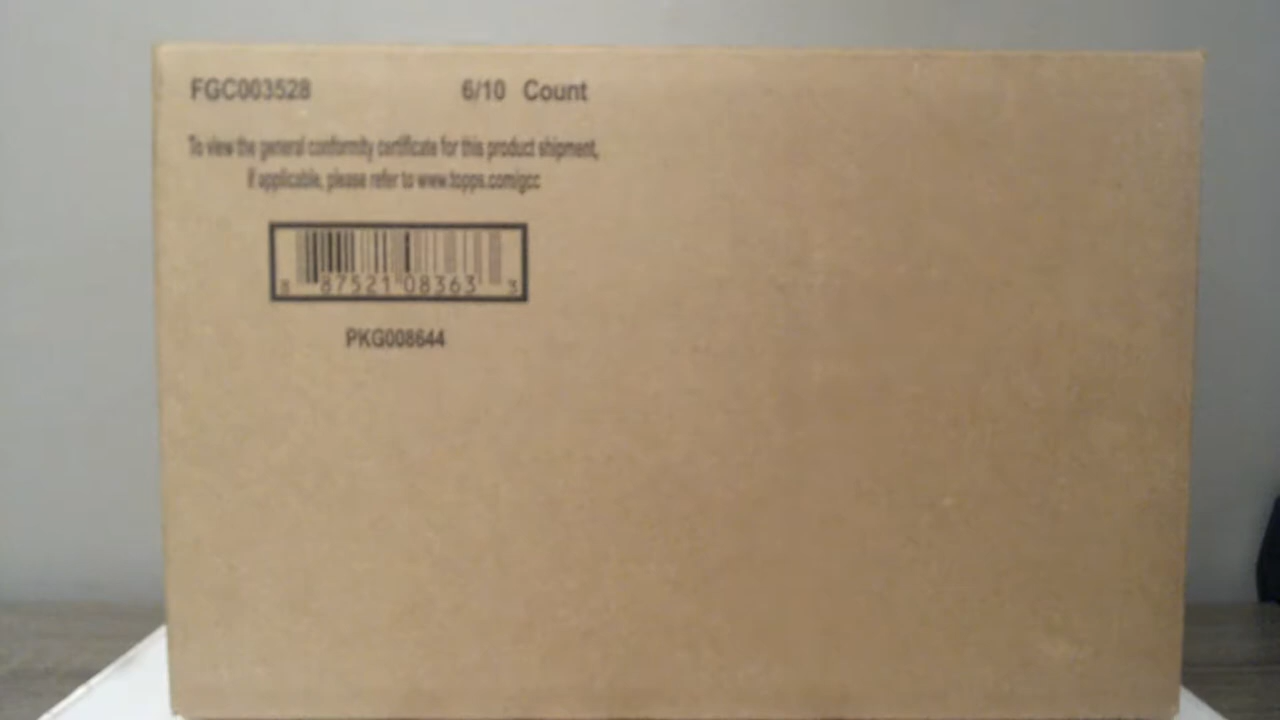 FGC003528 6/10 Count
To view the general conformity certificate for this product shipment,
if applicable, please refer to www.topps.com/gcc
8 87521 08363 3
PKG008644